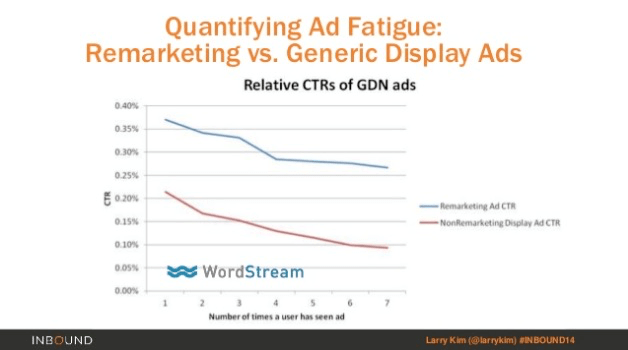 Quantifying Ad Fatigue:
Remarketing vs. Generic Display Ads
Relative CTRs of GDN ads
0.40%
0.35%
0.30%
0.25%
0.20%
0.15%
0.10%
0.05%
0.00%
CTR
Remarketing Ad CTR
NonRemarketing Display Ad CTR
WordStream
1 2 3 4 5 6 7
Number of times a user has seen ad
INBOUND
Larry Kim (@larrykim) #INBOUND14